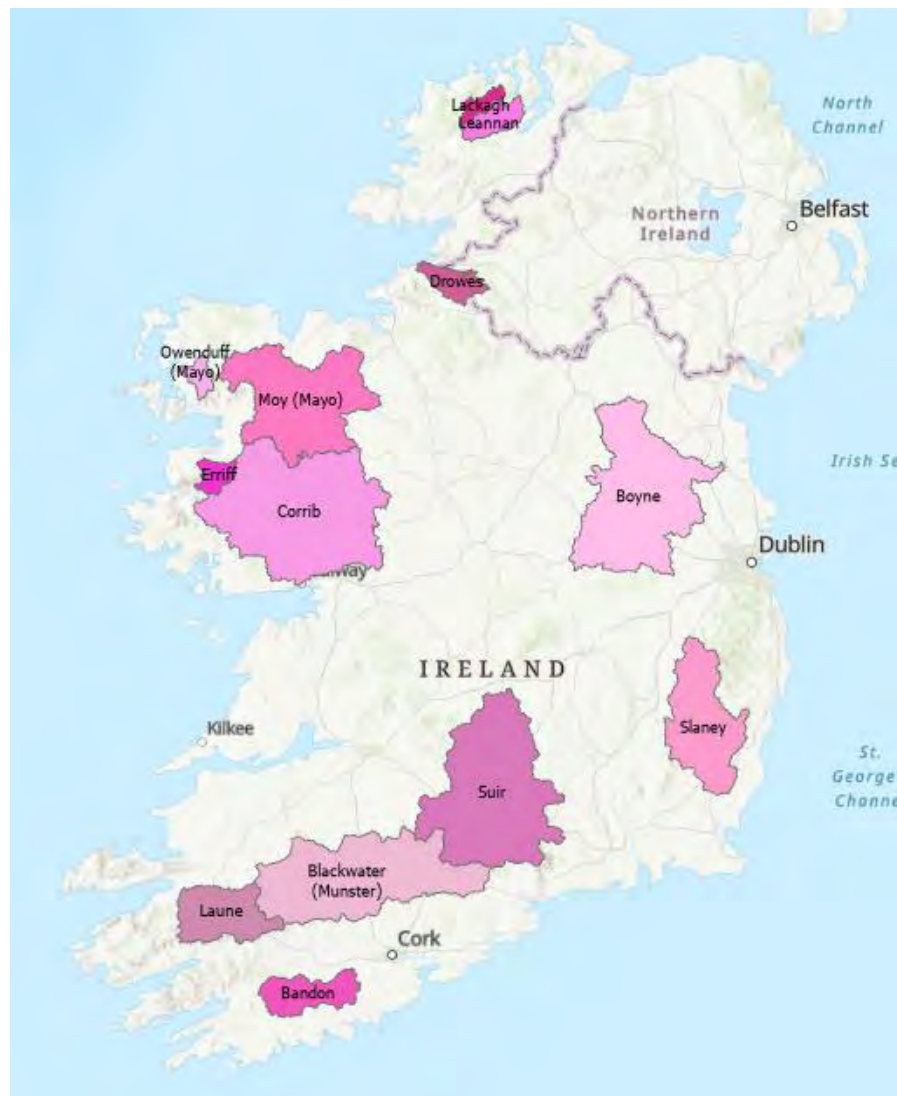 Lackagh
Leannan
North
Channel
Northern
Ireland
Belfast
Drowes
Owenduff
(Mayo)
Moy (Mayo)
Erriff
Corrib
Boyne
Irish Se
Dublin
IRELAND
Kilkee
Slaney
St.
George
Channe
Suir
Blackwater
(Munster)
Laune
Cork
Bandon